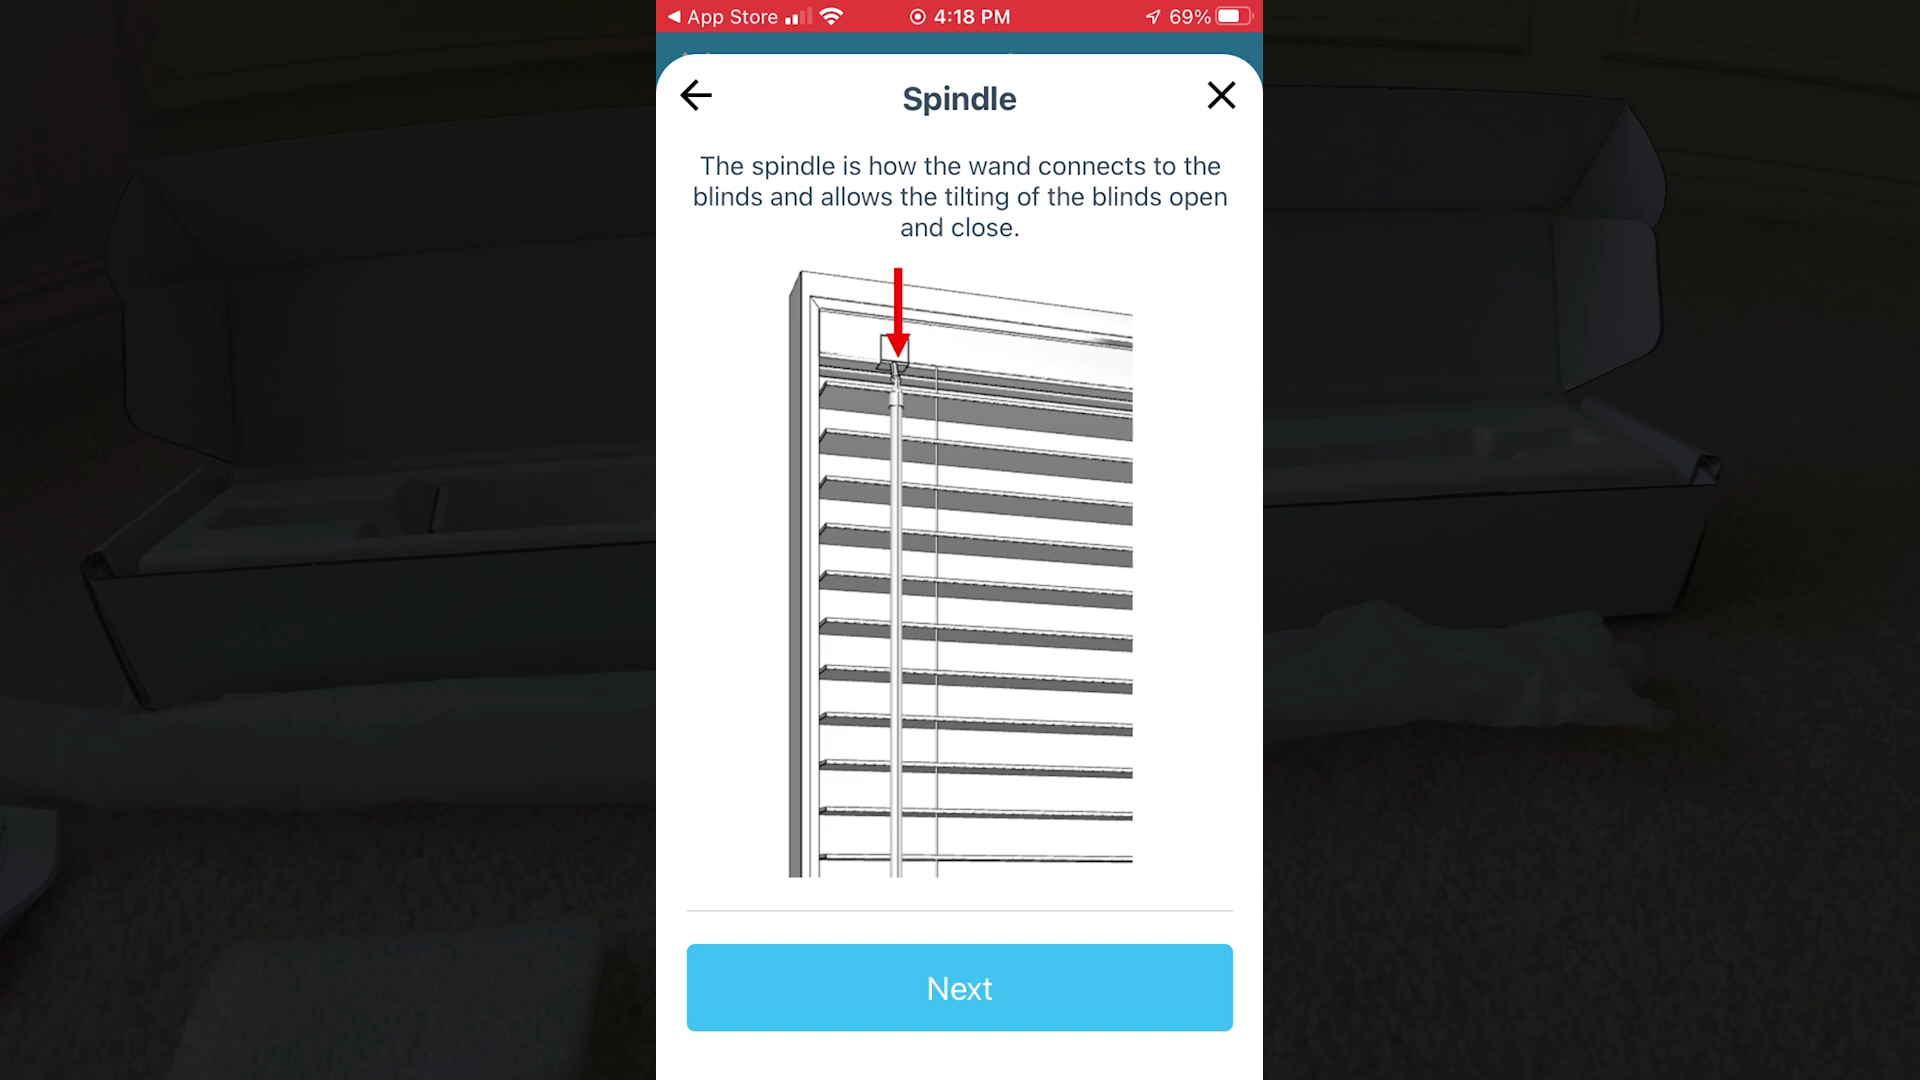 App Store 4:18 PM 69%
Spindle
The spindle is how the wand connects to the
blinds and allows the tilting of the blinds open
and close.
Next